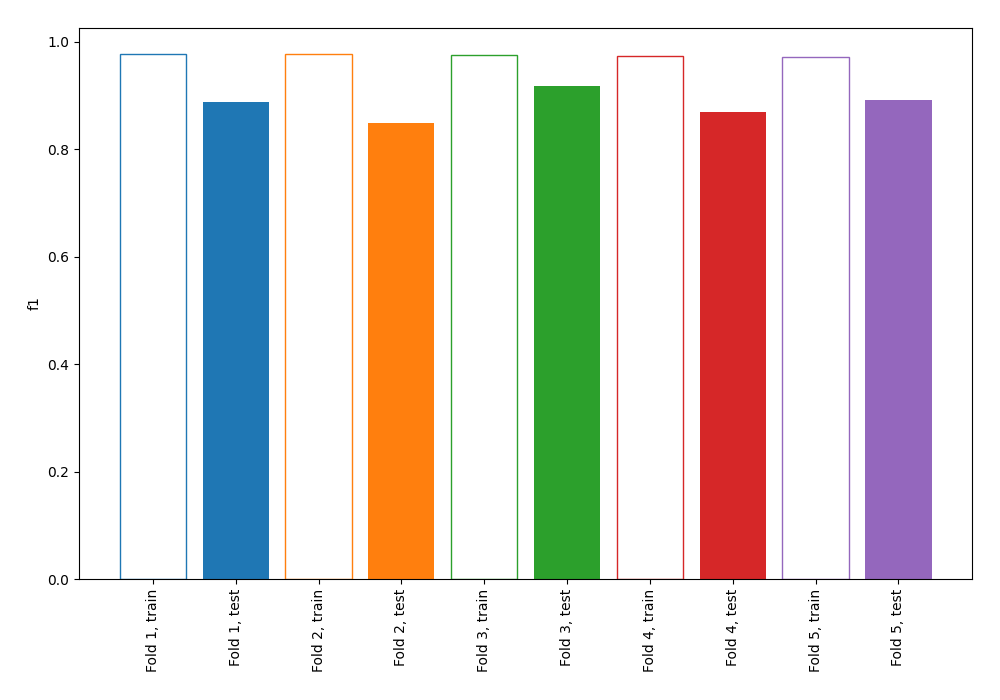 1.0
0.8
0.6
0.4
0.2
0.0
f1
Fold 1, train
Fold 1, test
Fold 2, train
Fold 2, test
Fold 3, train
Fold 3, test
Fold 4, train
Fold 4, test
Fold 5, train
Fold 5, test